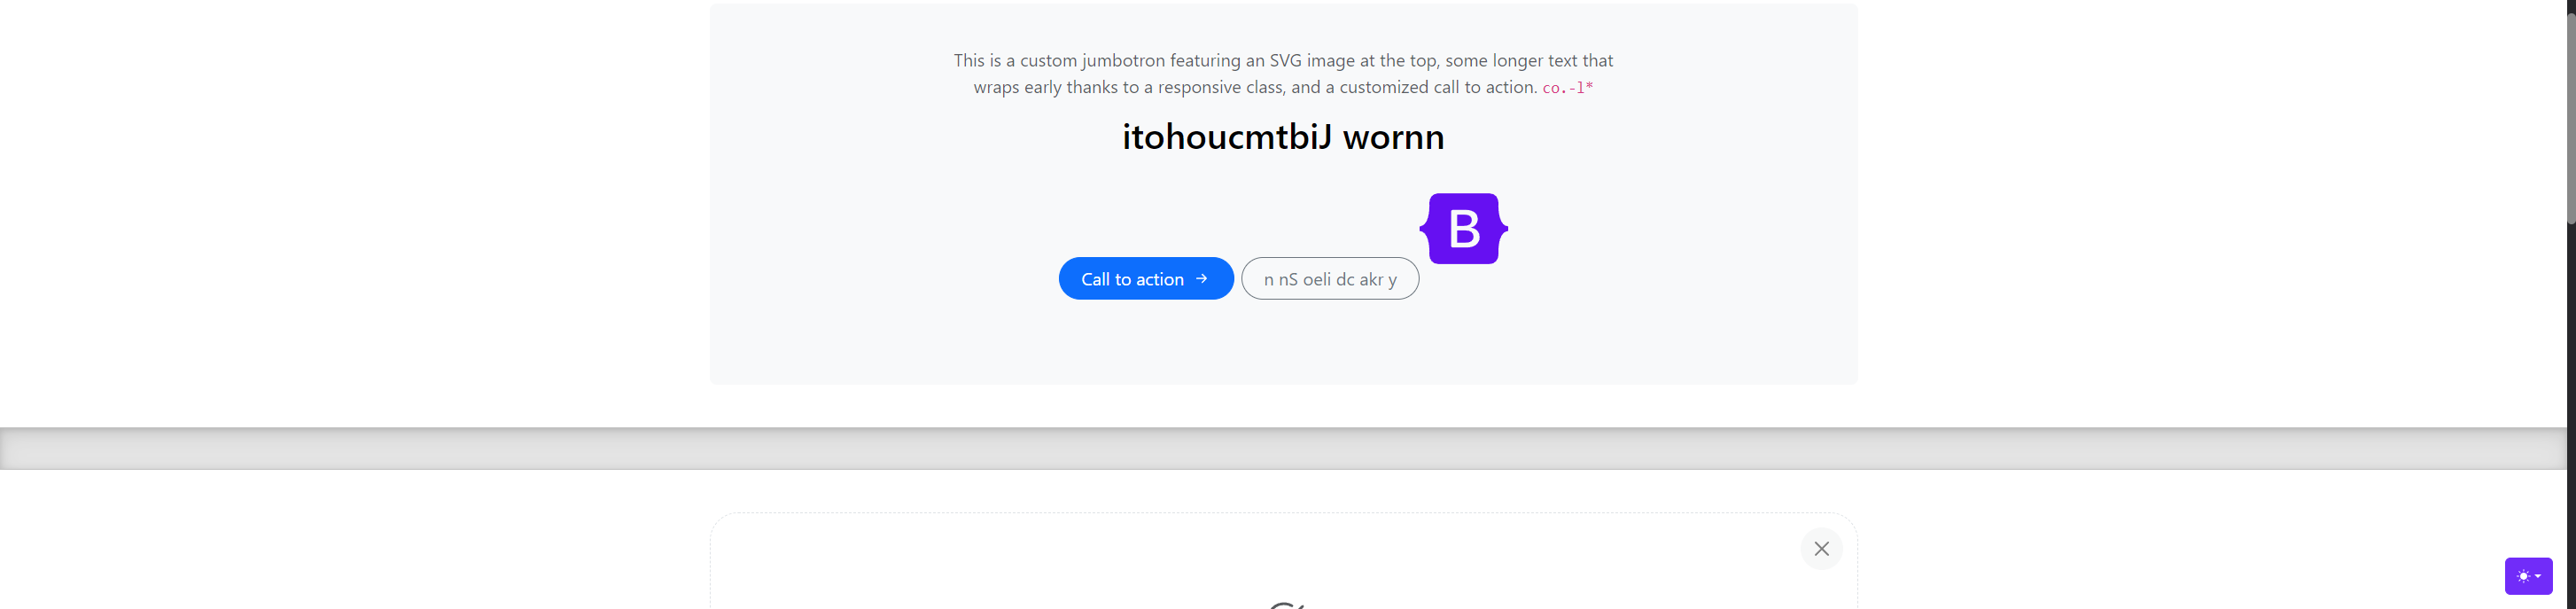 This is a custom jumbotron featuring an SVG image at the top, some longer text that
wraps early thanks to a responsive class, and a customized call to action. co.-l*
itohoucmtbiJ wornn
B
Call to action
n nS oeli dc akr y